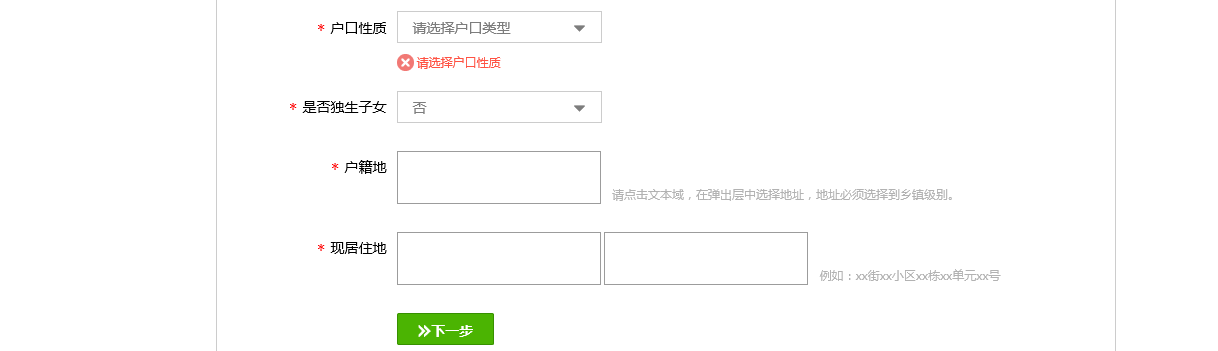 * 户口性质 请选择户口类型
请选择户口性质
* 是否独生子女 否
* 户籍地
请点击文本域，在弹出层中选择地址，地址必须选择到乡镇级别。
* 现居住地
例如：xx街xx小区xx栋xx单元xx号
下一步